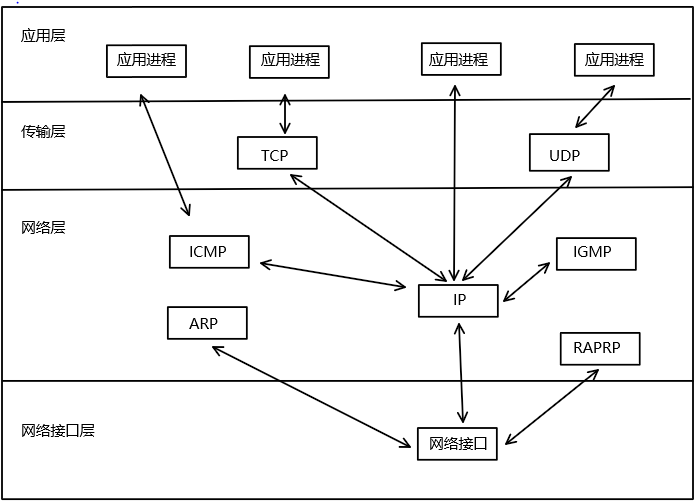 应用层
应用进程
应用进程
应用进程
应用进程
传输层
TCP
UDP
网络层
ICMP
IGMP
IP
ARP
RAPRP
网络接口层
网络接口